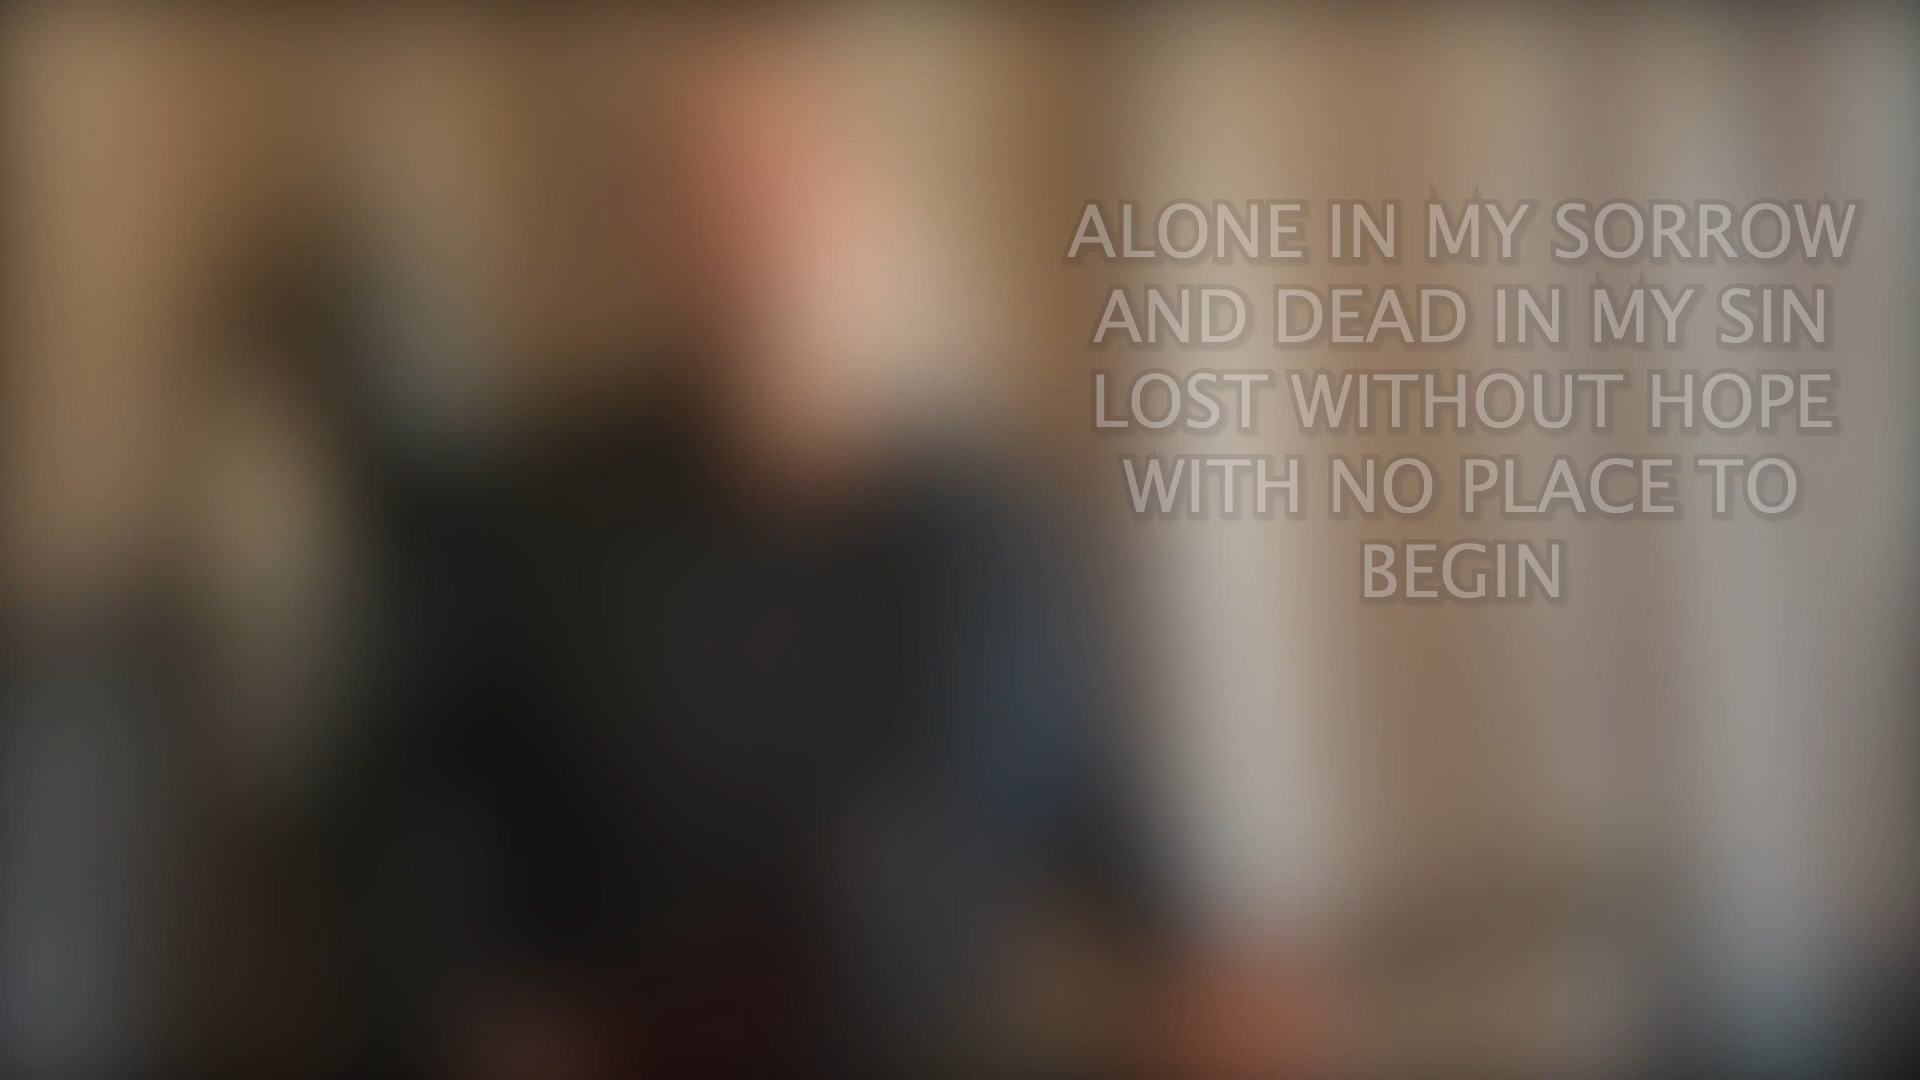 ALONE IN MY SORROW
AND DEAD IN MY SIN
LOST WITHOUT HOPE
WITH NO PLACE TO
BEGIN